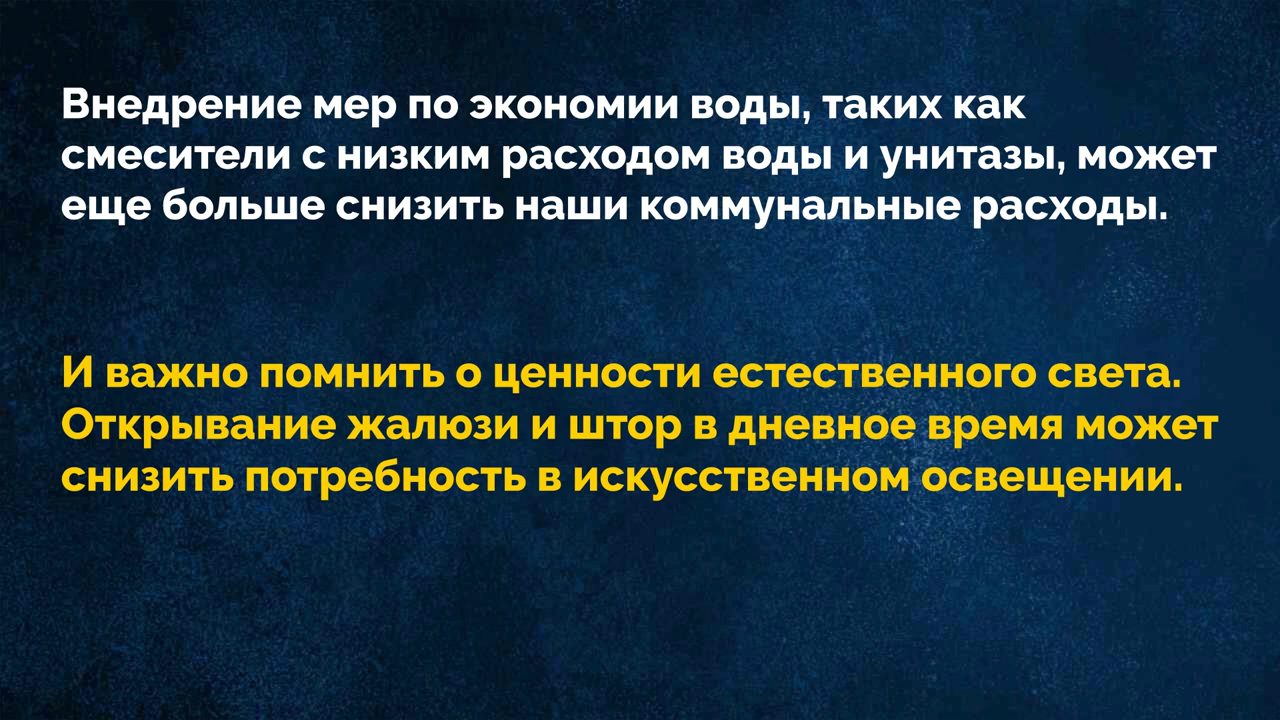 Внедрение мер по экономии воды, таких как
смесители с низким расходом воды и унитазы, может
еще больше снизить наши коммунальные расходы.
И важно помнить о ценности естественного света.
Открывание жалюзи и штор в дневное время может
снизить потребность в искусственном освещении.